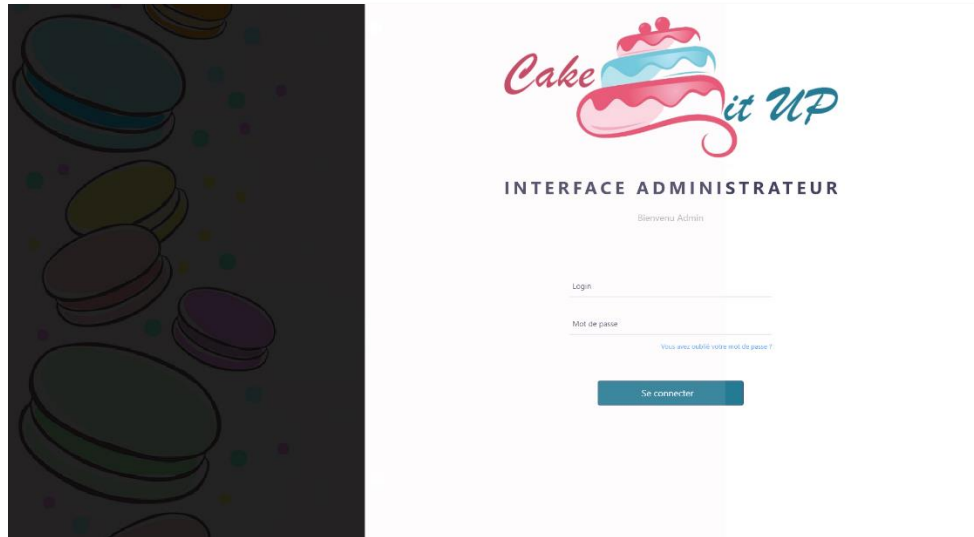 Cake it UP
INTERFACE ADMINISTRATEUR
Bienvenu Admin
Login
Mot de passe
Vous avez oublié votre mot de passe ?
Se connecter